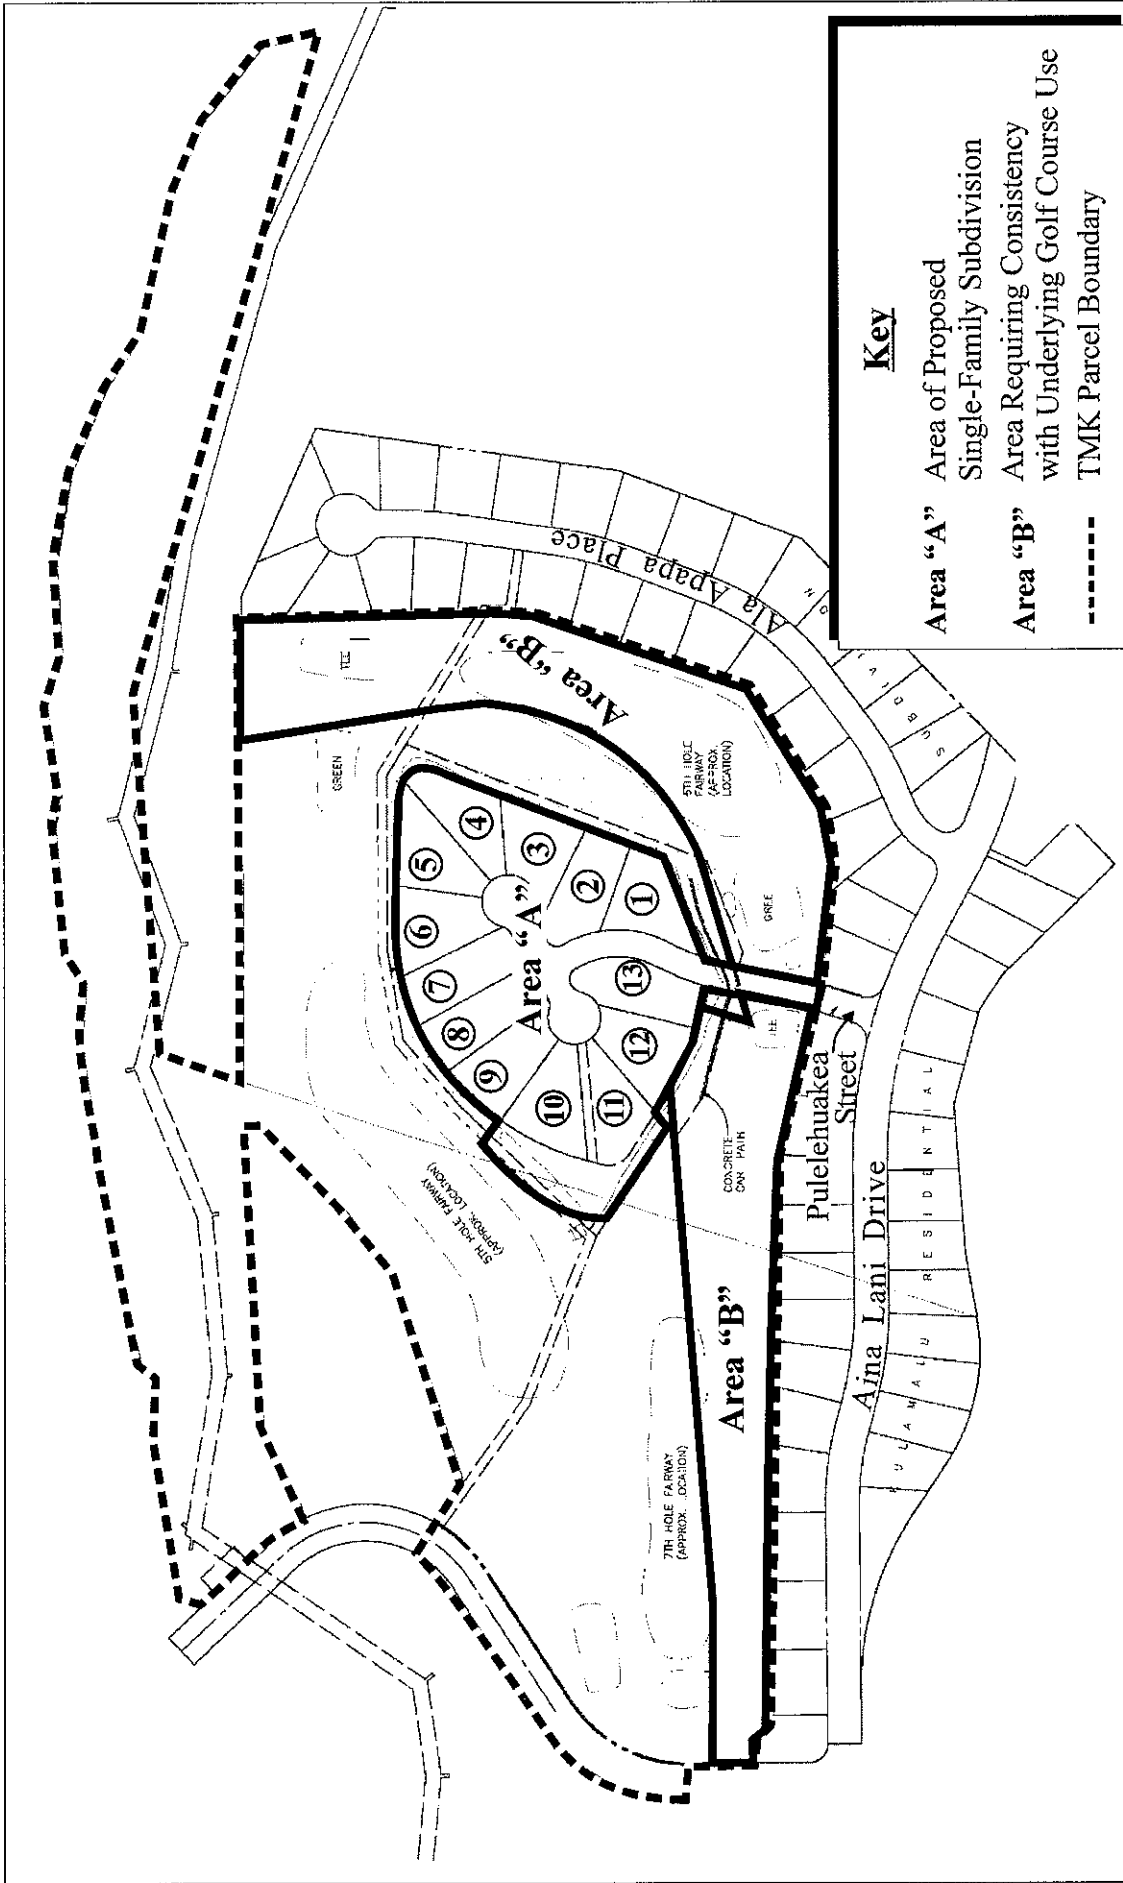 TEE
GREEN
Area “B”
Ala Apapa Place
5TH HOLE
FAIRWAY
(APPROX.
LOCATION)
GREE
4
5
3
6
2
7
Area “A”
1
8
13
9
12
10
11
5TH HOLE FAIRWAY
(APPROX. LOCATION)
CONCRETE
CAR PATH
Pulelehuakea
Street
Area “B”
7TH HOLE FAIRWAY
(APPROX. LOCATION)
Aina Lani Drive
RESIDENTIAL
Key
Area “A” Area of Proposed
Single-Family Subdivision
Area “B” Area Requiring Consistency
with Underlying Golf Course Use
TMK Parcel Boundary